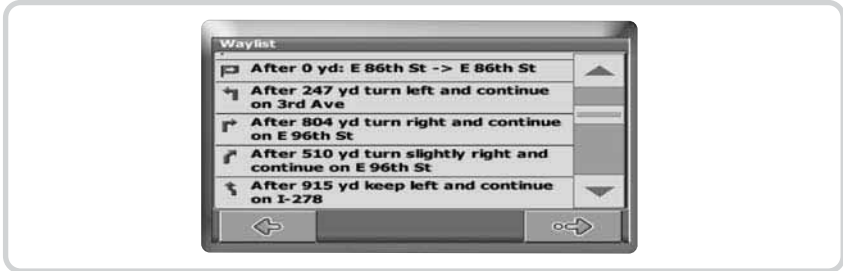 Waylist
After 0 yd: E 86th St -> E 86th St
After 247 yd turn left and continue
on 3rd Ave
After 804 yd turn right and continue
on E 96th St
After 510 yd turn slightly right and
continue on E 96th St
After 915 yd keep left and continue
on I-278